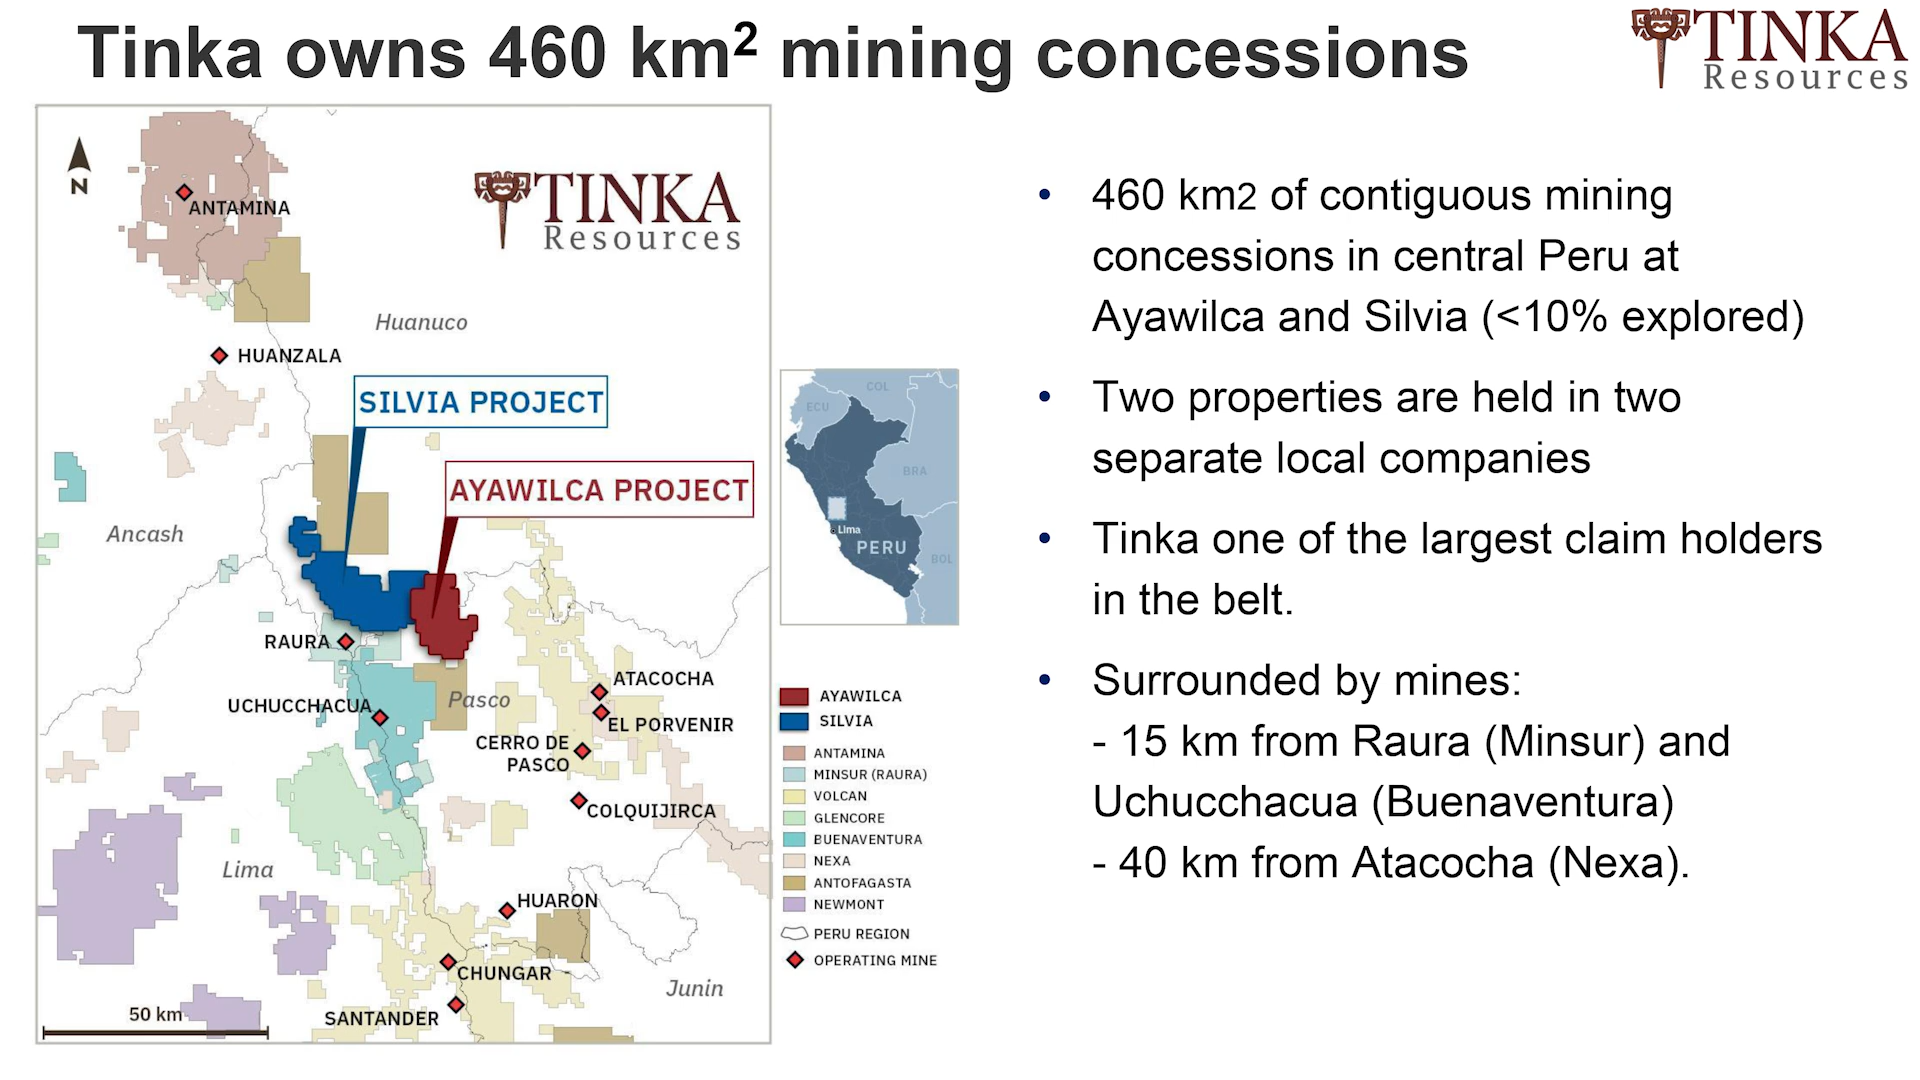 Tinka owns 460 km² mining concessions
TINKA
Resources
N
ANTAMINA
TINKA
Resources
Huanuco
HUANZALA
SILVIA PROJECT
AYAWILCA PROJECT
Ancash
RAURA
UCHUCCHACUA
Pasco
ATACOCHA
EL PORVENIR
CERRO DE
PASCO
COLQUIJIRCA
Lima
HUARON
CHUNGAR
Junin
SANTANDER
50 km
COL
ECU
BRA
Lima
PERU
BOL
AYAWILCA
SILVIA
ANTAMINA
MINSUR (RAURA)
VOLCAN
GLENCORE
BUENAVENTURA
NEXA
ANTOFAGASTA
NEWMONT
PERU REGION
OPERATING MINE
• 460 km2 of contiguous mining
concessions in central Peru at
Ayawilca and Silvia (<10% explored)
• Two properties are held in two
separate local companies
• Tinka one of the largest claim holders
in the belt.
• Surrounded by mines:
- 15 km from Raura (Minsur) and
Uchucchacua (Buenaventura)
- 40 km from Atacocha (Nexa).